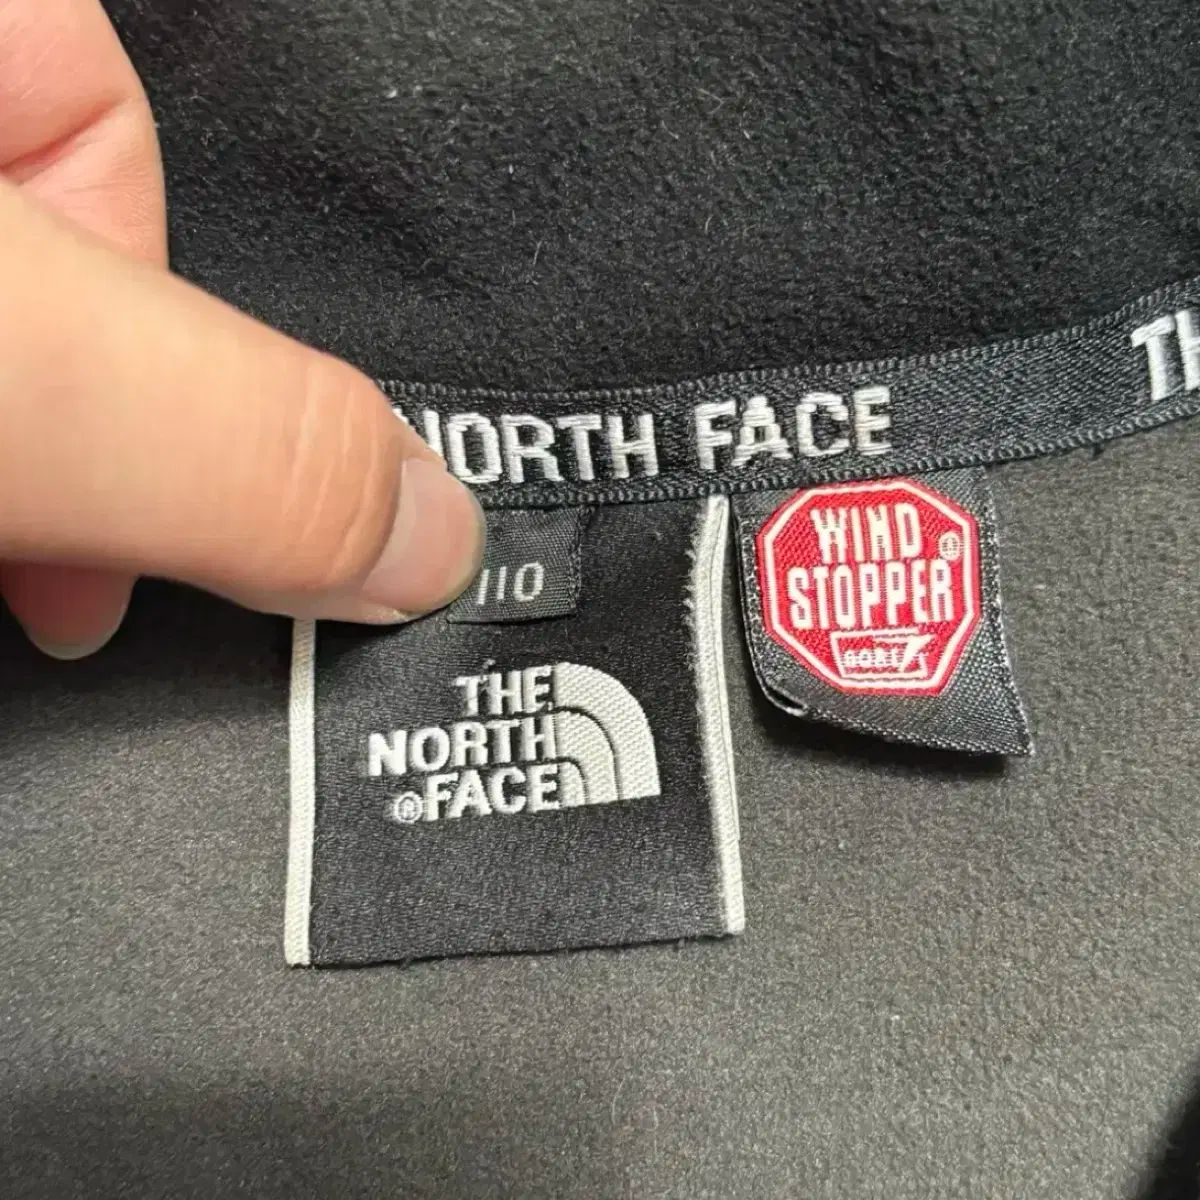 NORTH FACE
TH
110
THE
NORTH
®FACE
WIND
STOPPER®
GORE